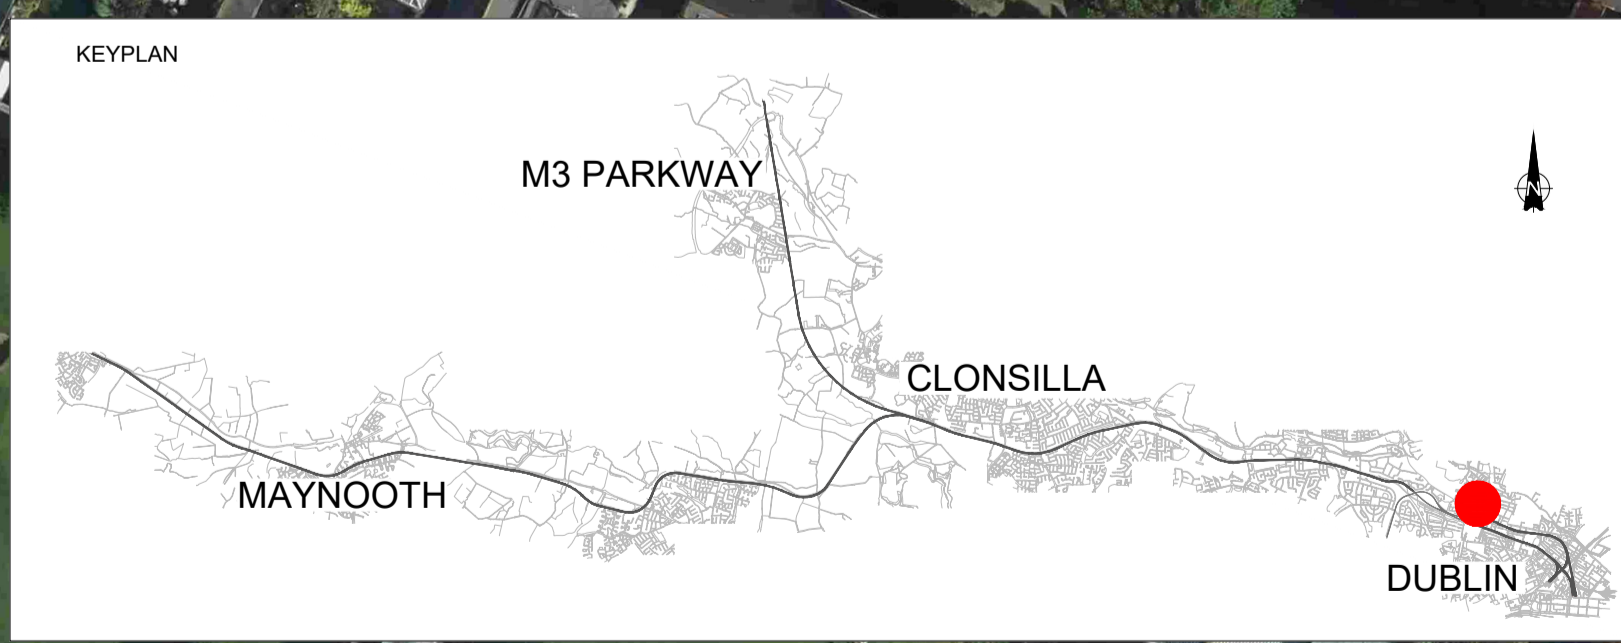 KEYPLAN
M3 PARKWAY
N
CLONSILLA
MAYNOOTH
DUBLIN